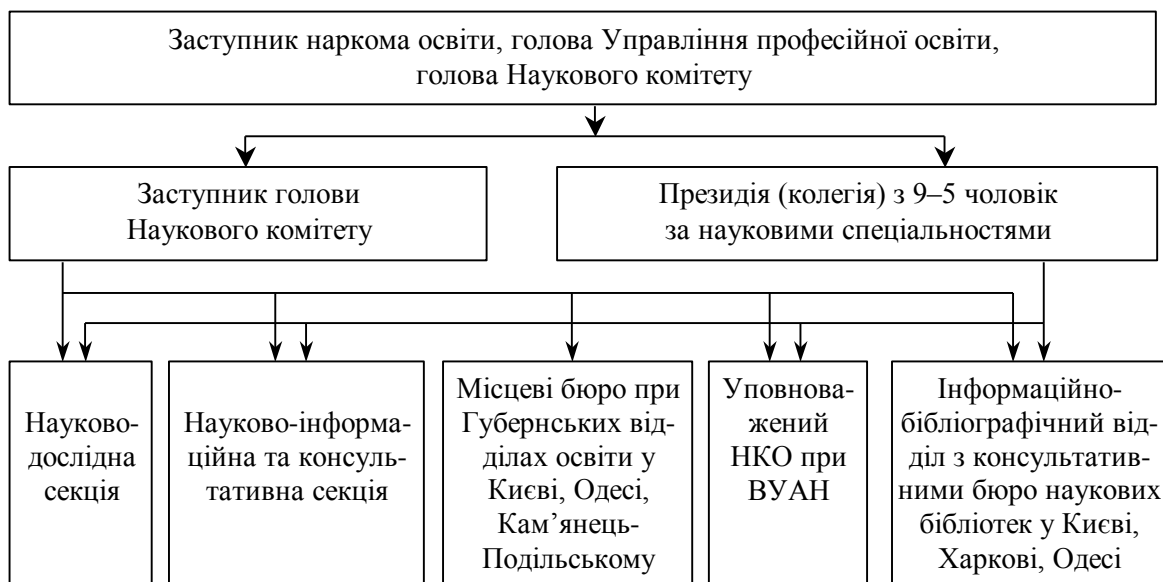 Заступник наркома освіти, голова Управління професійної освіти,
голова Наукового комітету
Заступник голови
Наукового комітету
Президія (колегія) з 9–5 чоловік
за науковими спеціальностями
Науково-
дослідна
секція
Науково-інформа-
ційна та консуль-
тативна секція
Місцеві бюро при
Губернських від-
ділах освіти у
Києві, Одесі,
Кам’янець-
Подільському
Уповнова-
жений
НКО при
ВУАН
Інформаційно-
бібліографічний від-
діл з консультатив-
ними бюро наукових
бібліотек у Києві,
Харкові, Одесі